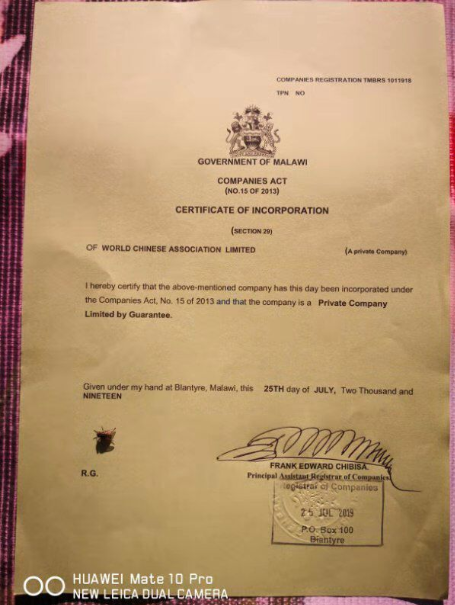 COMPANIES REGISTRATION TMBRS 1011018
TPN NO
GOVERNMENT OF MALAWI
COMPANIES ACT
(NO.15 OF 2013)
CERTIFICATE OF INCORPORATION
(SECTION 29)
OF WORLD CHINESE ASSOCIATION LIMITED (A private Company)
I hereby certify that the above-mentioned company has this day been incorporated under
the Companies Act, No. 15 of 2013 and that the company is a Private Company
Limited by Guarantee.
Given under my hand at Blantyre, Malawi, this 25TH day of JULY, Two Thousand and
NINETEEN
FRANK EDWARD CHIBISA
R.G. Principal Assistant Registrar of Companies
Registrar of Companies
25 JUL 2019
P.O. Box 100
Blantyre
HUAWEI Mate 10 Pro
NEW LEICA DUAL CAMERA